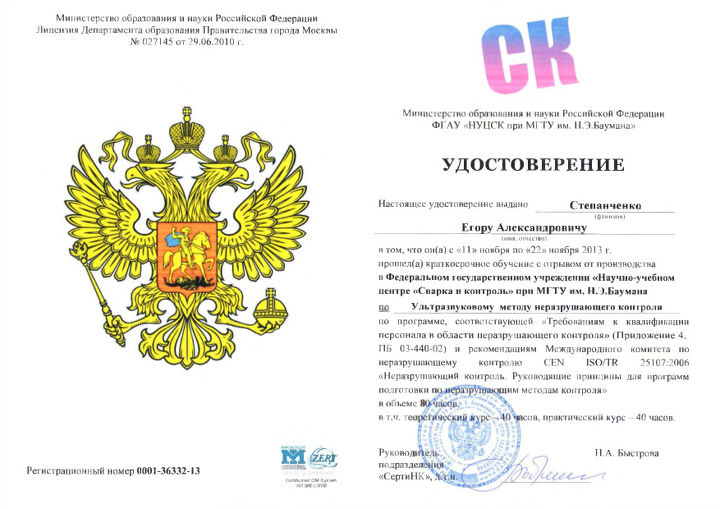 Министерство образования и науки Российской Федерации
Лицензия Департамента образования Правительства города Москвы
№ 027145 от 29.06.2010 г.
Регистрационный номер 0001-36332-13
ZERT
Certificated QM-System
СК
Министерство образования и науки Российской Федерации
ФГАУ «НУЦСК при МГТУ им. Н.Э.Баумана»
УДОСТОВЕРЕНИЕ
Настоящее удостоверение выдано Степанченко
(фамилия)
Егору Александровичу
(имя, отчество)
в том, что он(а) с «11» ноября по «22» ноября 2013 г.
прошел(а) краткосрочное обучение с отрывом от производства
в Федеральном государственном учреждении «Научно-учебном
центре «Сварка и контроль» при МГТУ им. Н.Э.Баумана
по Ультразвуковому методу неразрушающего контроля
по программе, соответствующей «Требованиям к квалификации
персонала в области неразрушающего контроля» (Приложение 4,
ПБ 03-440-02) и рекомендациям Международного комитета по
неразрушающему контролю CEN ISO/TR 25107:2006
«Неразрушающий контроль. Руководящие принципы для программ
подготовки по неразрушающим методам контроля»
в объеме 80 часов,
в т.ч. теоретический курс – 40 часов, практический курс – 40 часов.
Руководитель
подразделения
«СертиНК», д.т.н.
Н.А. Быстрова